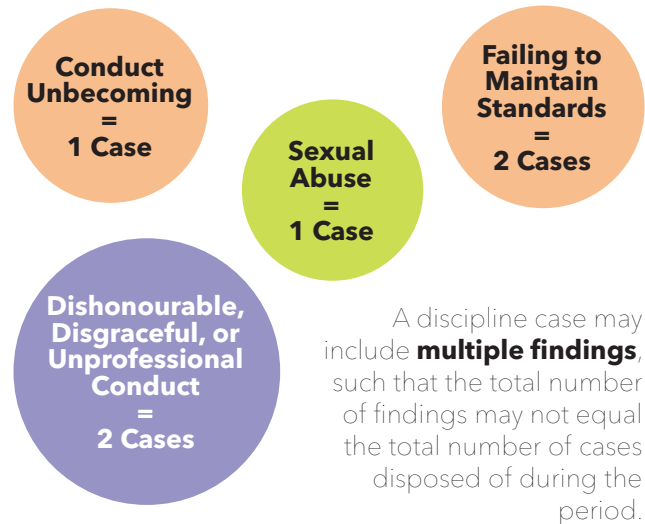 Conduct
Unbecoming
=
1 Case
Failing to
Maintain
Standards
=
2 Cases
Sexual
Abuse
=
1 Case
Dishonourable,
Disgraceful, or
Unprofessional
Conduct
=
2 Cases
A discipline case may
include multiple findings,
such that the total number
of findings may not equal
the total number of cases
disposed of during the
period.